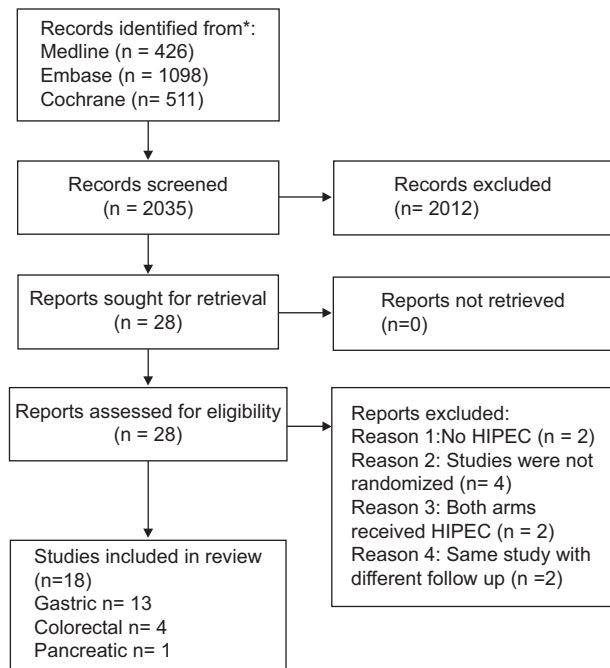 Records identified from*:
Medline (n = 426)
Embase (n = 1098)
Cochrane (n= 511)
Records screened
(n = 2035)
Records excluded
(n= 2012)
Reports sought for retrieval
(n = 28)
Reports not retrieved
(n=0)
Reports assessed for eligibility
(n = 28)
Reports excluded:
Reason 1:No HIPEC (n = 2)
Reason 2: Studies were not
randomized (n= 4)
Reason 3: Both arms
received HIPEC (n = 2)
Reason 4: Same study with
different follow up (n =2)
Studies included in review
(n=18)
Gastric n= 13
Colorectal n= 4
Pancreatic n= 1